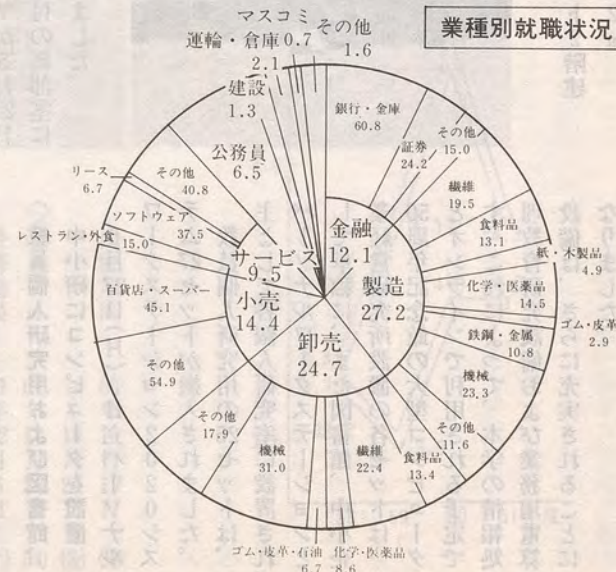 業種別就職状況
マスコミ
0.7
その他
1.6
運輸・倉庫
2.1
建設
1.3
公務員
6.5
金融
12.1
銀行・金庫
60.8
証券
24.2
その他
15.0
製造
27.2
繊維
19.5
食料品
13.1
紙・木製品
4.9
化学・医薬品
14.5
ゴム・皮革
2.9
鉄鋼・金属
10.8
機械
23.3
その他
11.6
卸売
24.7
食料品
13.4
繊維
22.4
化学・医薬品
8.6
ゴム・皮革・石油
6.7
機械
31.0
その他
17.9
小売
14.4
その他
54.9
百貨店・スーパー
45.1
サービス
9.5
レストラン・外食
15.0
ソフトウェア
37.5
リース
6.7
その他
40.8